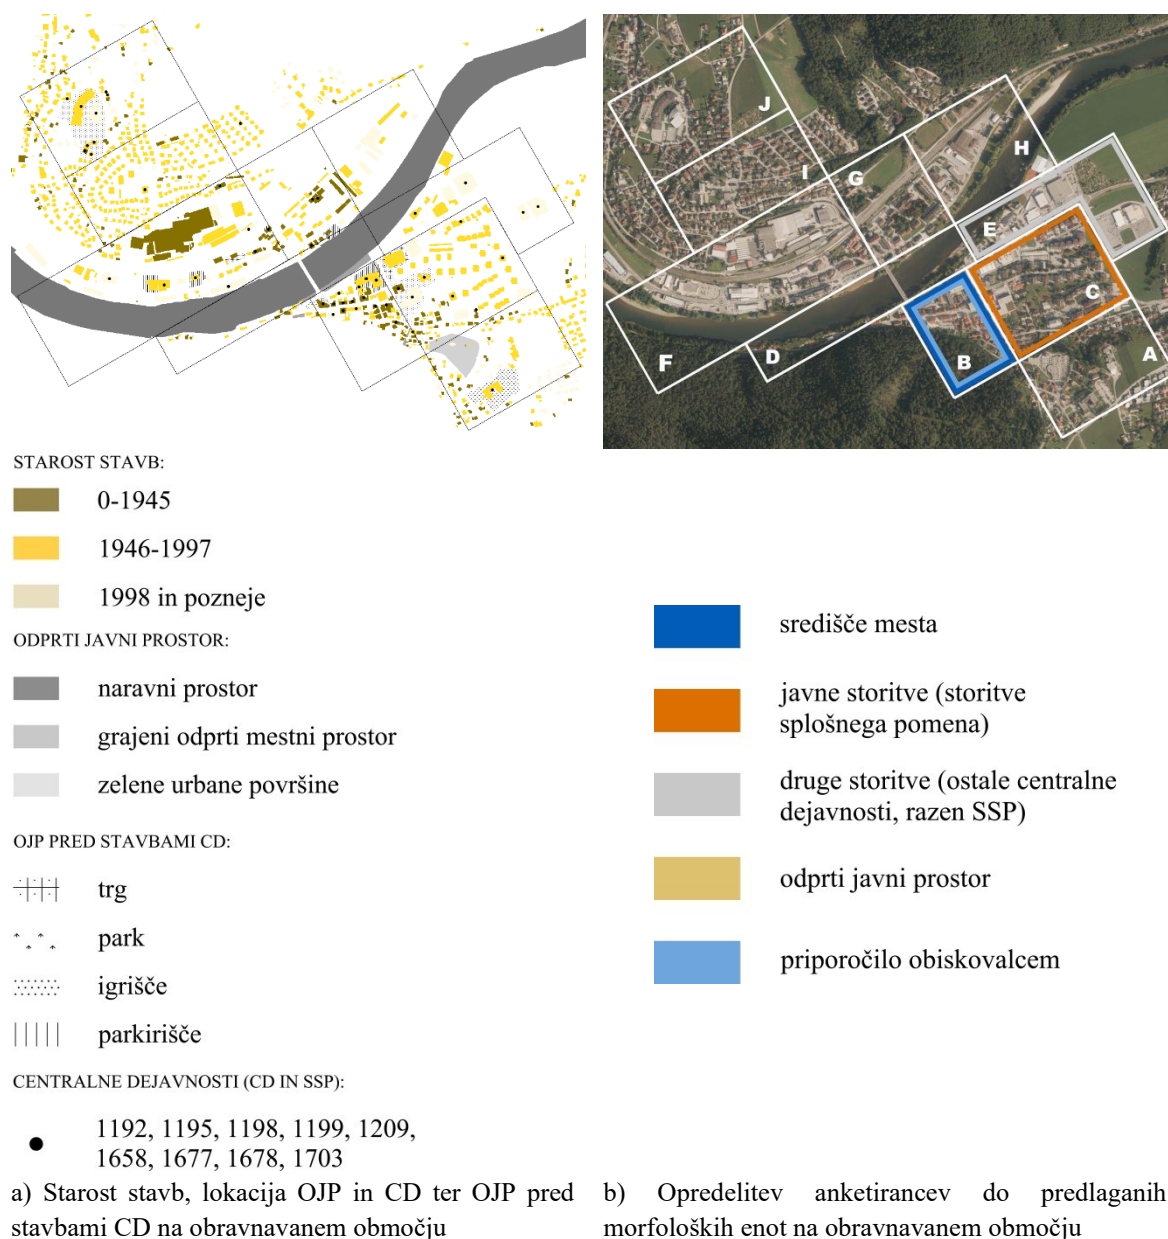 J
I
G
H
E
C
A
B
D
F
STAROST STAVB:
0-1945
1946-1997
1998 in pozneje
ODPRTI JAVNI PROSTOR:
naravni prostor
grajeni odprti mestni prostor
zelene urbane površine
OJP PRED STAVBAMI CD:
trg
park
igrišče
parkirišče
CENTRALNE DEJAVNOSTI (CD IN SSP):
1192, 1195, 1198, 1199, 1209,
1658, 1677, 1678, 1703
a) Starost stavb, lokacija OJP in CD ter OJP pred
stavbami CD na obravnavanem območju
središče mesta
javne storitve (storitve
splošnega pomena)
druge storitve (ostale centralne
dejavnosti, razen SSP)
odprti javni prostor
priporočilo obiskovalcem
b) Opredelitev anketirancev do predlaganih
morfoloških enot na obravnavanem območju